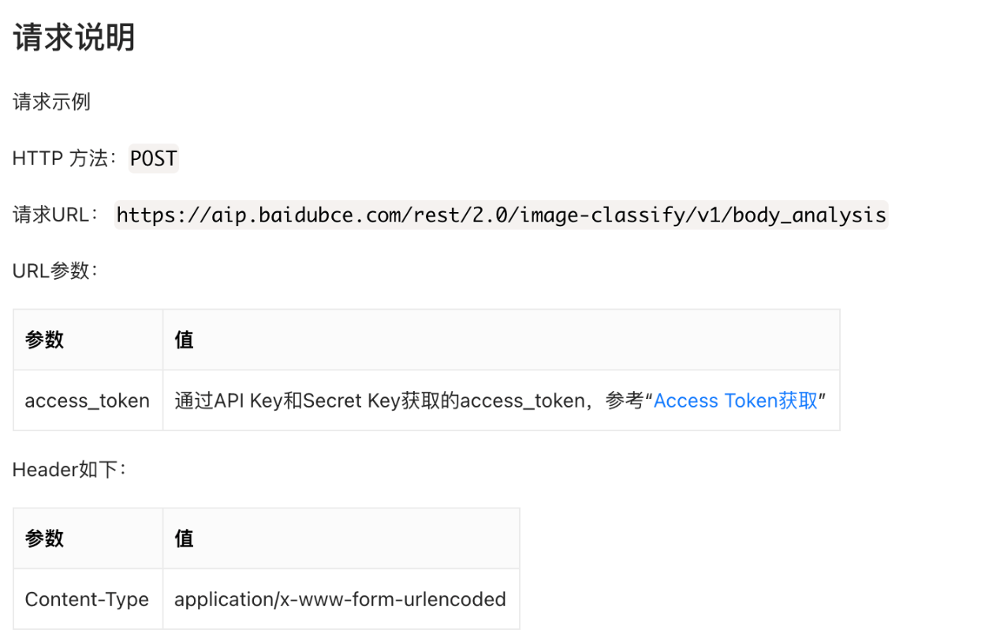 请求说明
请求示例
HTTP 方法：POST
请求URL： https://aip.baidubce.com/rest/2.0/image-classify/v1/body_analysis
URL参数：
参数 值
access_token 通过API Key和Secret Key获取的access_token，参考“Access Token获取”
Header如下：
参数 值
Content-Type application/x-www-form-urlencoded